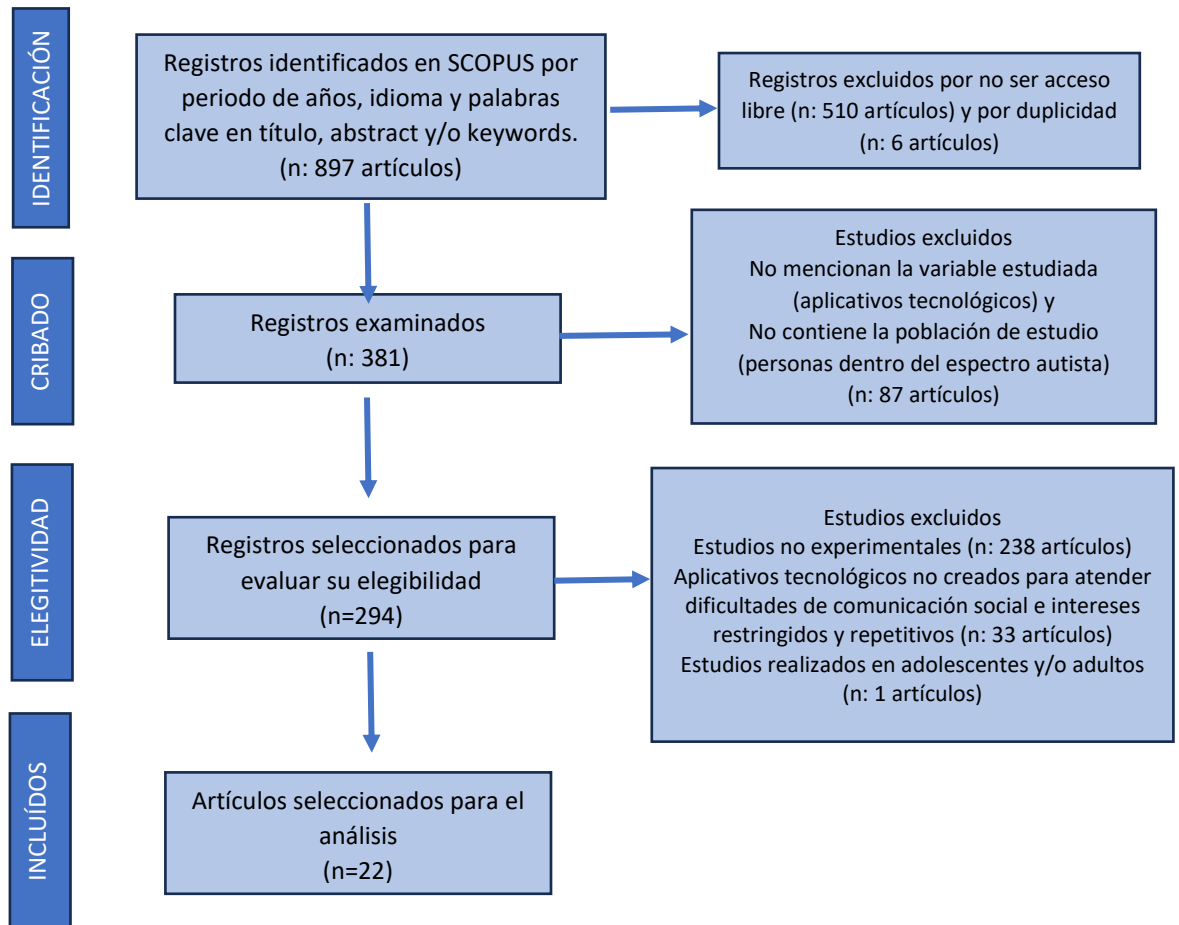 IDENTIFICACIÓN
Registros identificados en SCOPUS por
periodo de años, idioma y palabras
clave en título, abstract y/o keywords.
(n: 897 artículos)
Registros excluidos por no ser acceso
libre (n: 510 artículos) y por duplicidad
(n: 6 artículos)
CRIBADO
Registros examinados
(n: 381)
Estudios excluidos
No mencionan la variable estudiada
(aplicativos tecnológicos) y
No contiene la población de estudio
(personas dentro del espectro autista)
(n: 87 artículos)
ELEGITIVIDAD
Registros seleccionados para
evaluar su elegibilidad
(n=294)
Estudios excluidos
Estudios no experimentales (n: 238 artículos)
Aplicativos tecnológicos no creados para atender
dificultades de comunicación social e intereses
restringidos y repetitivos (n: 33 artículos)
Estudios realizados en adolescentes y/o adultos
(n: 1 artículos)
INCLUÍDOS
Artículos seleccionados para el
análisis
(n=22)